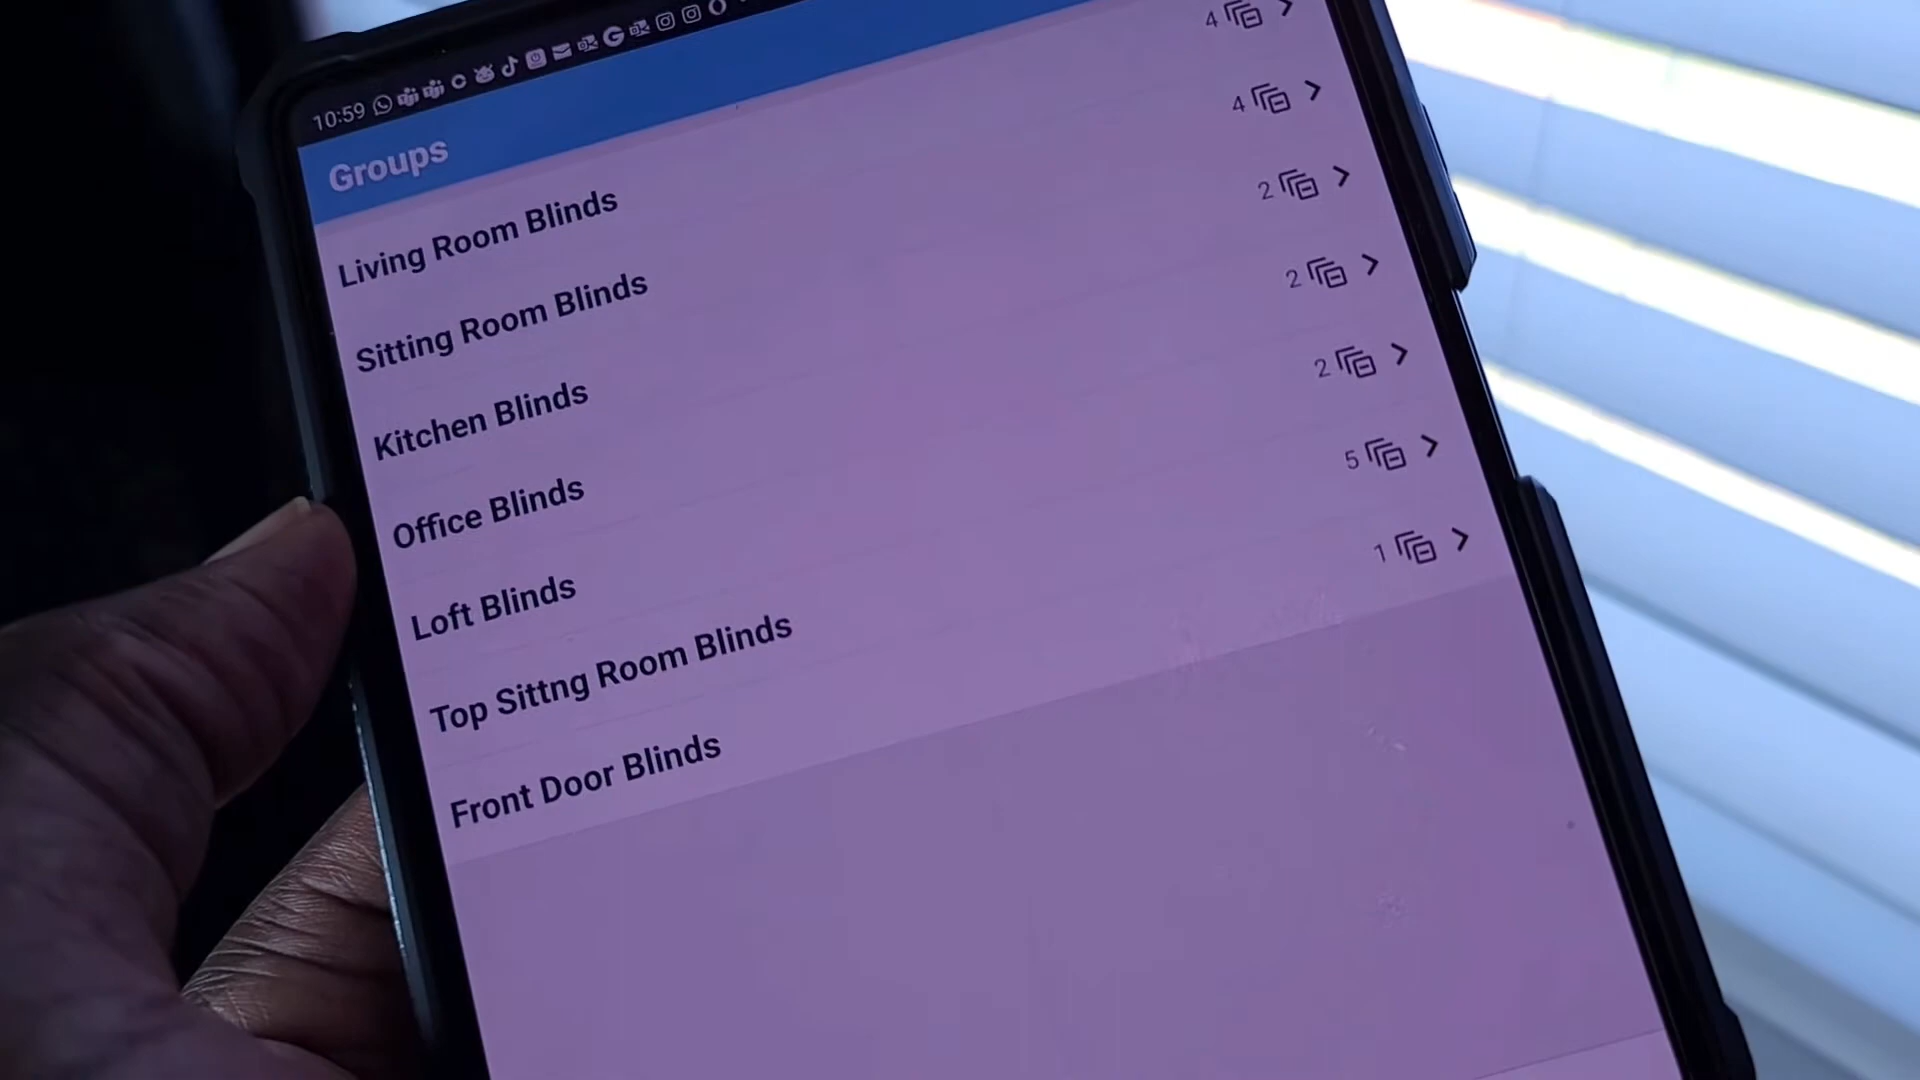 10:59
Groups
Living Room Blinds 4
Sitting Room Blinds 4
Kitchen Blinds 2
Office Blinds 2
Loft Blinds 2
Top Sittng Room Blinds 5
Front Door Blinds 1